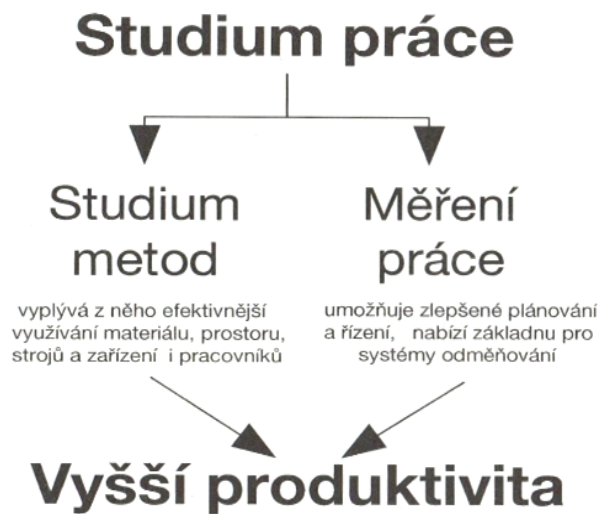 Studium práce
Studium
metod
vyplývá z něho efektivnější
využívání materiálu, prostoru,
strojů a zařízení i pracovníků
Měření
práce
umožňuje zlepšené plánování
a řízení, nabízí základnu pro
systémy odměňování
Vyšší produktivita